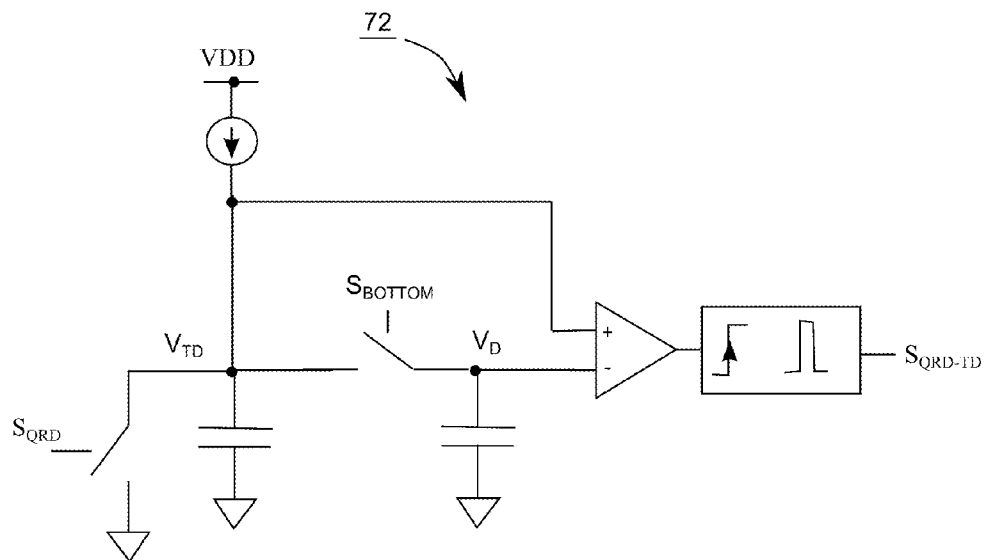 72
VDD
S_BOTTOM
V_TD
V_D
+
-
S_QRD-TD
S_QRD